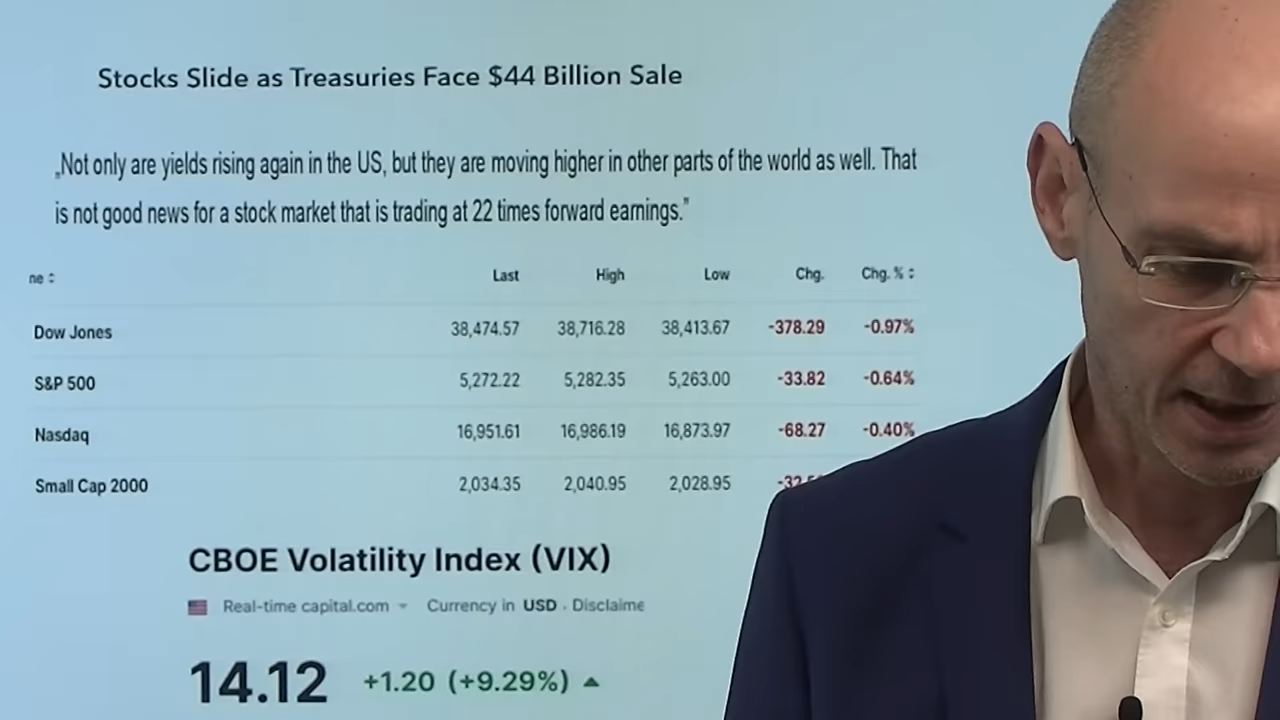 Stocks Slide as Treasuries Face $44 Billion Sale
„Not only are yields rising again in the US, but they are moving higher in other parts of the world as well. That
is not good news for a stock market that is trading at 22 times forward earnings.”
ne Last High Low Chg. Chg. %
Dow Jones 38,474.57 38,716.28 38,413.67 -378.29 -0.97%
S&P 500 5,272.22 5,282.35 5,263.00 -33.82 -0.64%
Nasdaq 16,951.61 16,986.19 16,873.97 -68.27 -0.40%
Small Cap 2000 2,034.35 2,040.95 2,028.95
CBOE Volatility Index (VIX)
Real-time capital.com Currency in USD · Disclaime
14.12 +1.20 (+9.29%)